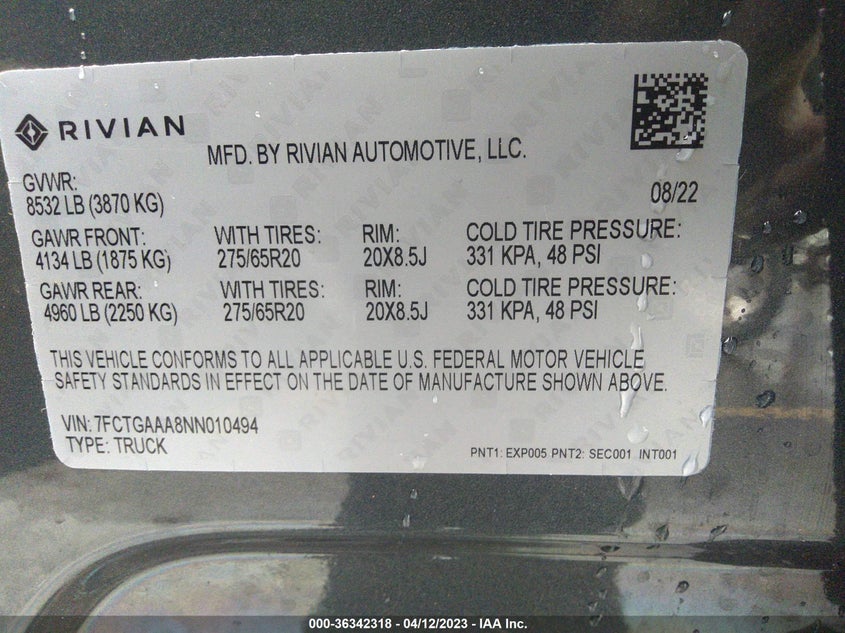 RIVIAN
MFD. BY RIVIAN AUTOMOTIVE, LLC.
GVWR:
8532 LB (3870 KG)
08/22
GAWR FRONT: WITH TIRES: RIM: COLD TIRE PRESSURE:
4134 LB (1875 KG) 275/65R20 20X8.5J 331 KPA, 48 PSI
GAWR REAR: WITH TIRES: RIM: COLD TIRE PRESSURE:
4960 LB (2250 KG) 275/65R20 20X8.5J 331 KPA, 48 PSI
THIS VEHICLE CONFORMS TO ALL APPLICABLE U.S. FEDERAL MOTOR VEHICLE
SAFETY STANDARDS IN EFFECT ON THE DATE OF MANUFACTURE SHOWN ABOVE.
VIN: 7FCTGAAA8NN010494
TYPE: TRUCK
PNT1: EXP005 PNT2: SEC001 INT001
000-36342318 - 04/12/2023 - IAA Inc.